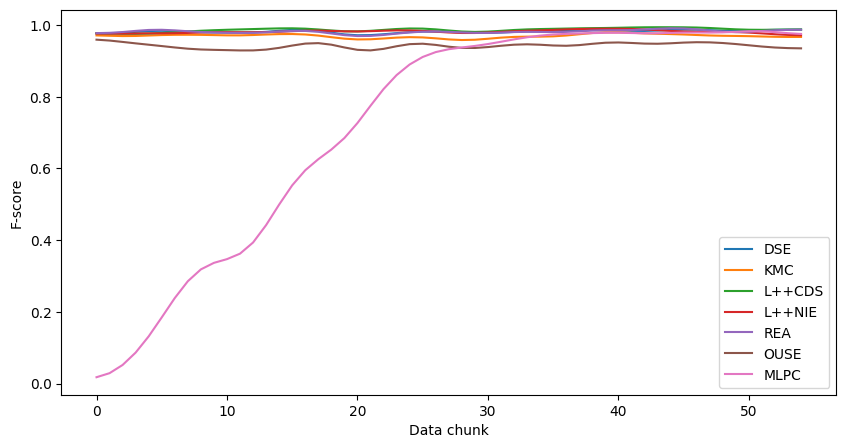 1.0
0.8
0.6
0.4
0.2
0.0
F-score
0 10 20 30 40 50
Data chunk
DSE
KMC
L++CDS
L++NIE
REA
OUSE
MLPC